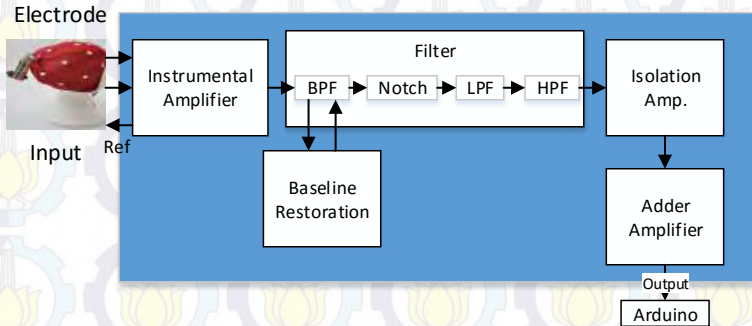 Electrode
Input
Ref
Instrumental
Amplifier
Filter
BPF
Notch
LPF
HPF
Baseline
Restoration
Isolation
Amp.
Adder
Amplifier
Output
Arduino